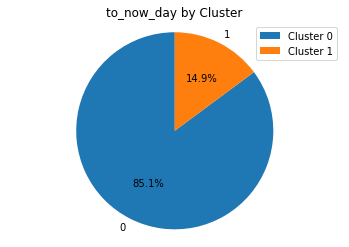 to_now_day by Cluster
Cluster 0
Cluster 1
1
14.9%
85.1%
0